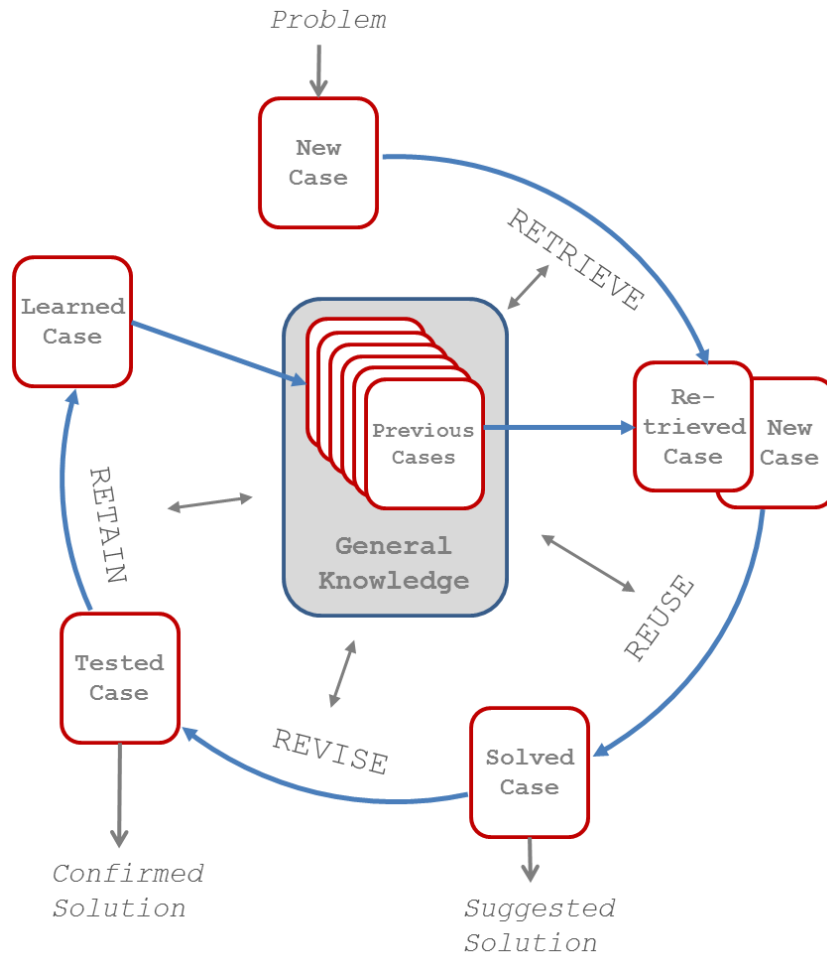 Problem
New
Case
RETRIEVE
Learned
Case
Re-
trieved
Case
New
Case
Previous
Cases
General
Knowledge
RETAIN
REUSE
Tested
Case
REVISE
Solved
Case
Confirmed
Solution
Suggested
Solution